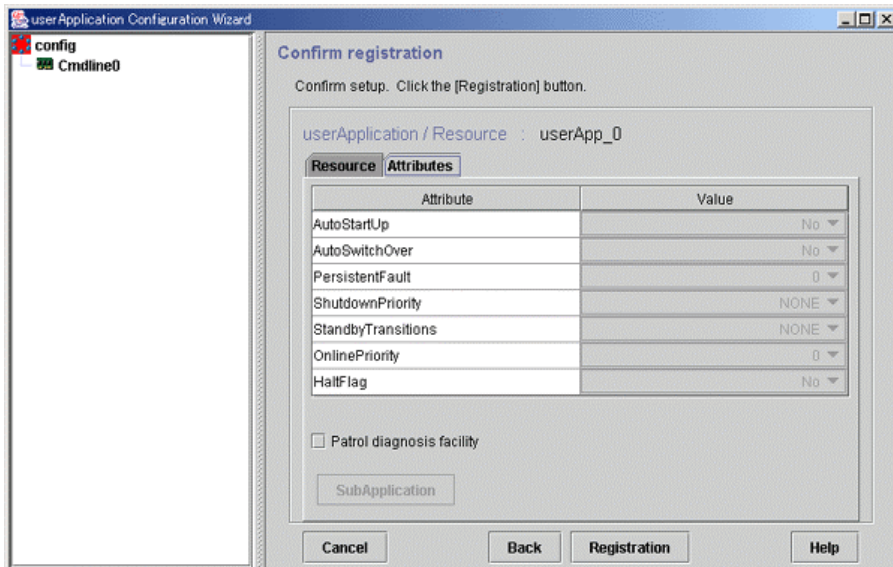 userApplication Configuration Wizard
config
Cmdline0
Confirm registration
Confirm setup. Click the [Registration] button.
userApplication / Resource : userApp_0
Resource Attributes
Attribute Value
AutoStartUp No
AutoSwitchOver No
PersistentFault 0
ShutdownPriority NONE
StandbyTransitions NONE
OnlinePriority 0
HaltFlag No
Patrol diagnosis facility
SubApplication
Cancel Back Registration Help